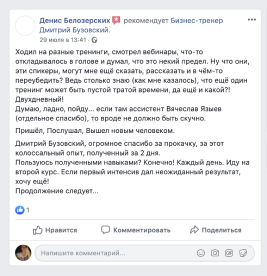 Денис Белозерских рекомендует Бизнес-тренер
Дмитрий Бузовский.
29 июля в 13:41 ·
Ходил на разные тренинги, смотрел вебинары, что-то
откладывалось в голове и думал, что это некий предел. Ну что они,
эти спикеры, могут мне ещё сказать, рассказать и в чём-то
переубедить? Ведь столько знаю (как мне казалось), что ещё один
тренинг может быть пустой тратой времени, да ещё и какой?!
Двухдневный!
Думаю, ладно, пойду... если там ассистент Вячеслав Языев
(отдельное спасибо), то вроде не должно быть скучно.
Пришёл, Послушал, Вышел новым человеком.
Дмитрий Бузовский, огромное спасибо за прокачку, за этот
колоссальный опыт, полученный за 2 дня.
Пользуюсь полученными навыками? Конечно! Каждый день. Иду на
второй курс. Если первый интенсив дал неожиданный результат,
хочу ещё!
Продолжение следует...
1
Нравится Комментировать Поделиться
Напишите комментарий...